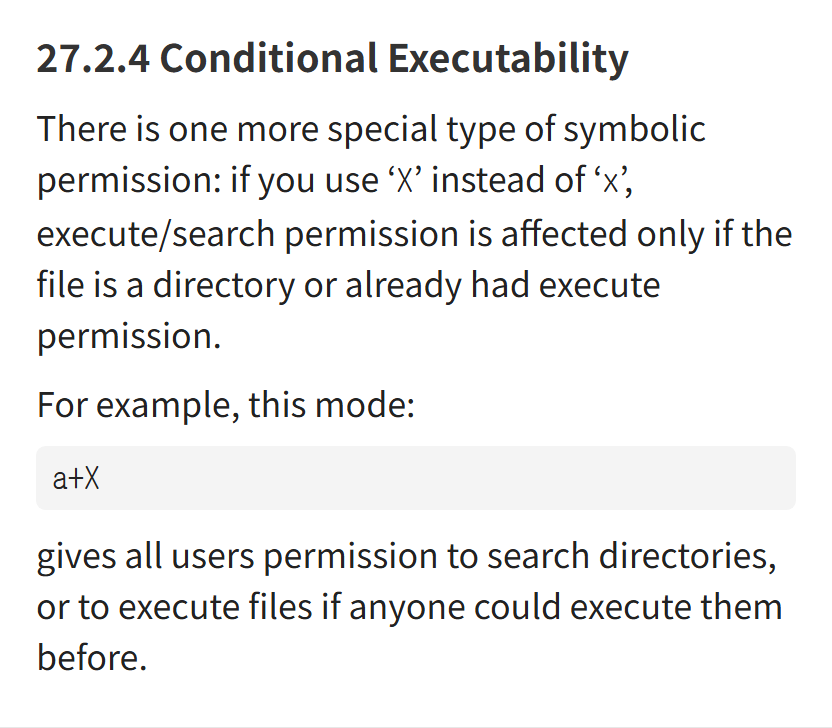 27.2.4 Conditional Executability
There is one more special type of symbolic
permission: if you use ‘X’ instead of ‘x’,
execute/search permission is affected only if the
file is a directory or already had execute
permission.
For example, this mode:
a+X
gives all users permission to search directories,
or to execute files if anyone could execute them
before.